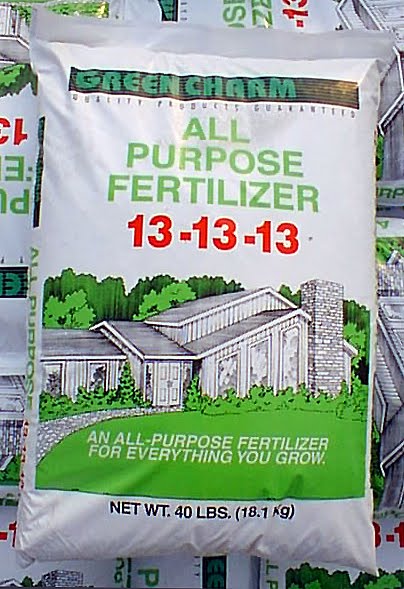 GREEN CHARM
QUALITY PRODUCTS GUARANTEED
ALL
PURPOSE
FERTILIZER
13-13-13
AN ALL-PURPOSE FERTILIZER
FOR EVERYTHING YOU GROW.
NET WT. 40 LBS. (18.1 Kg)